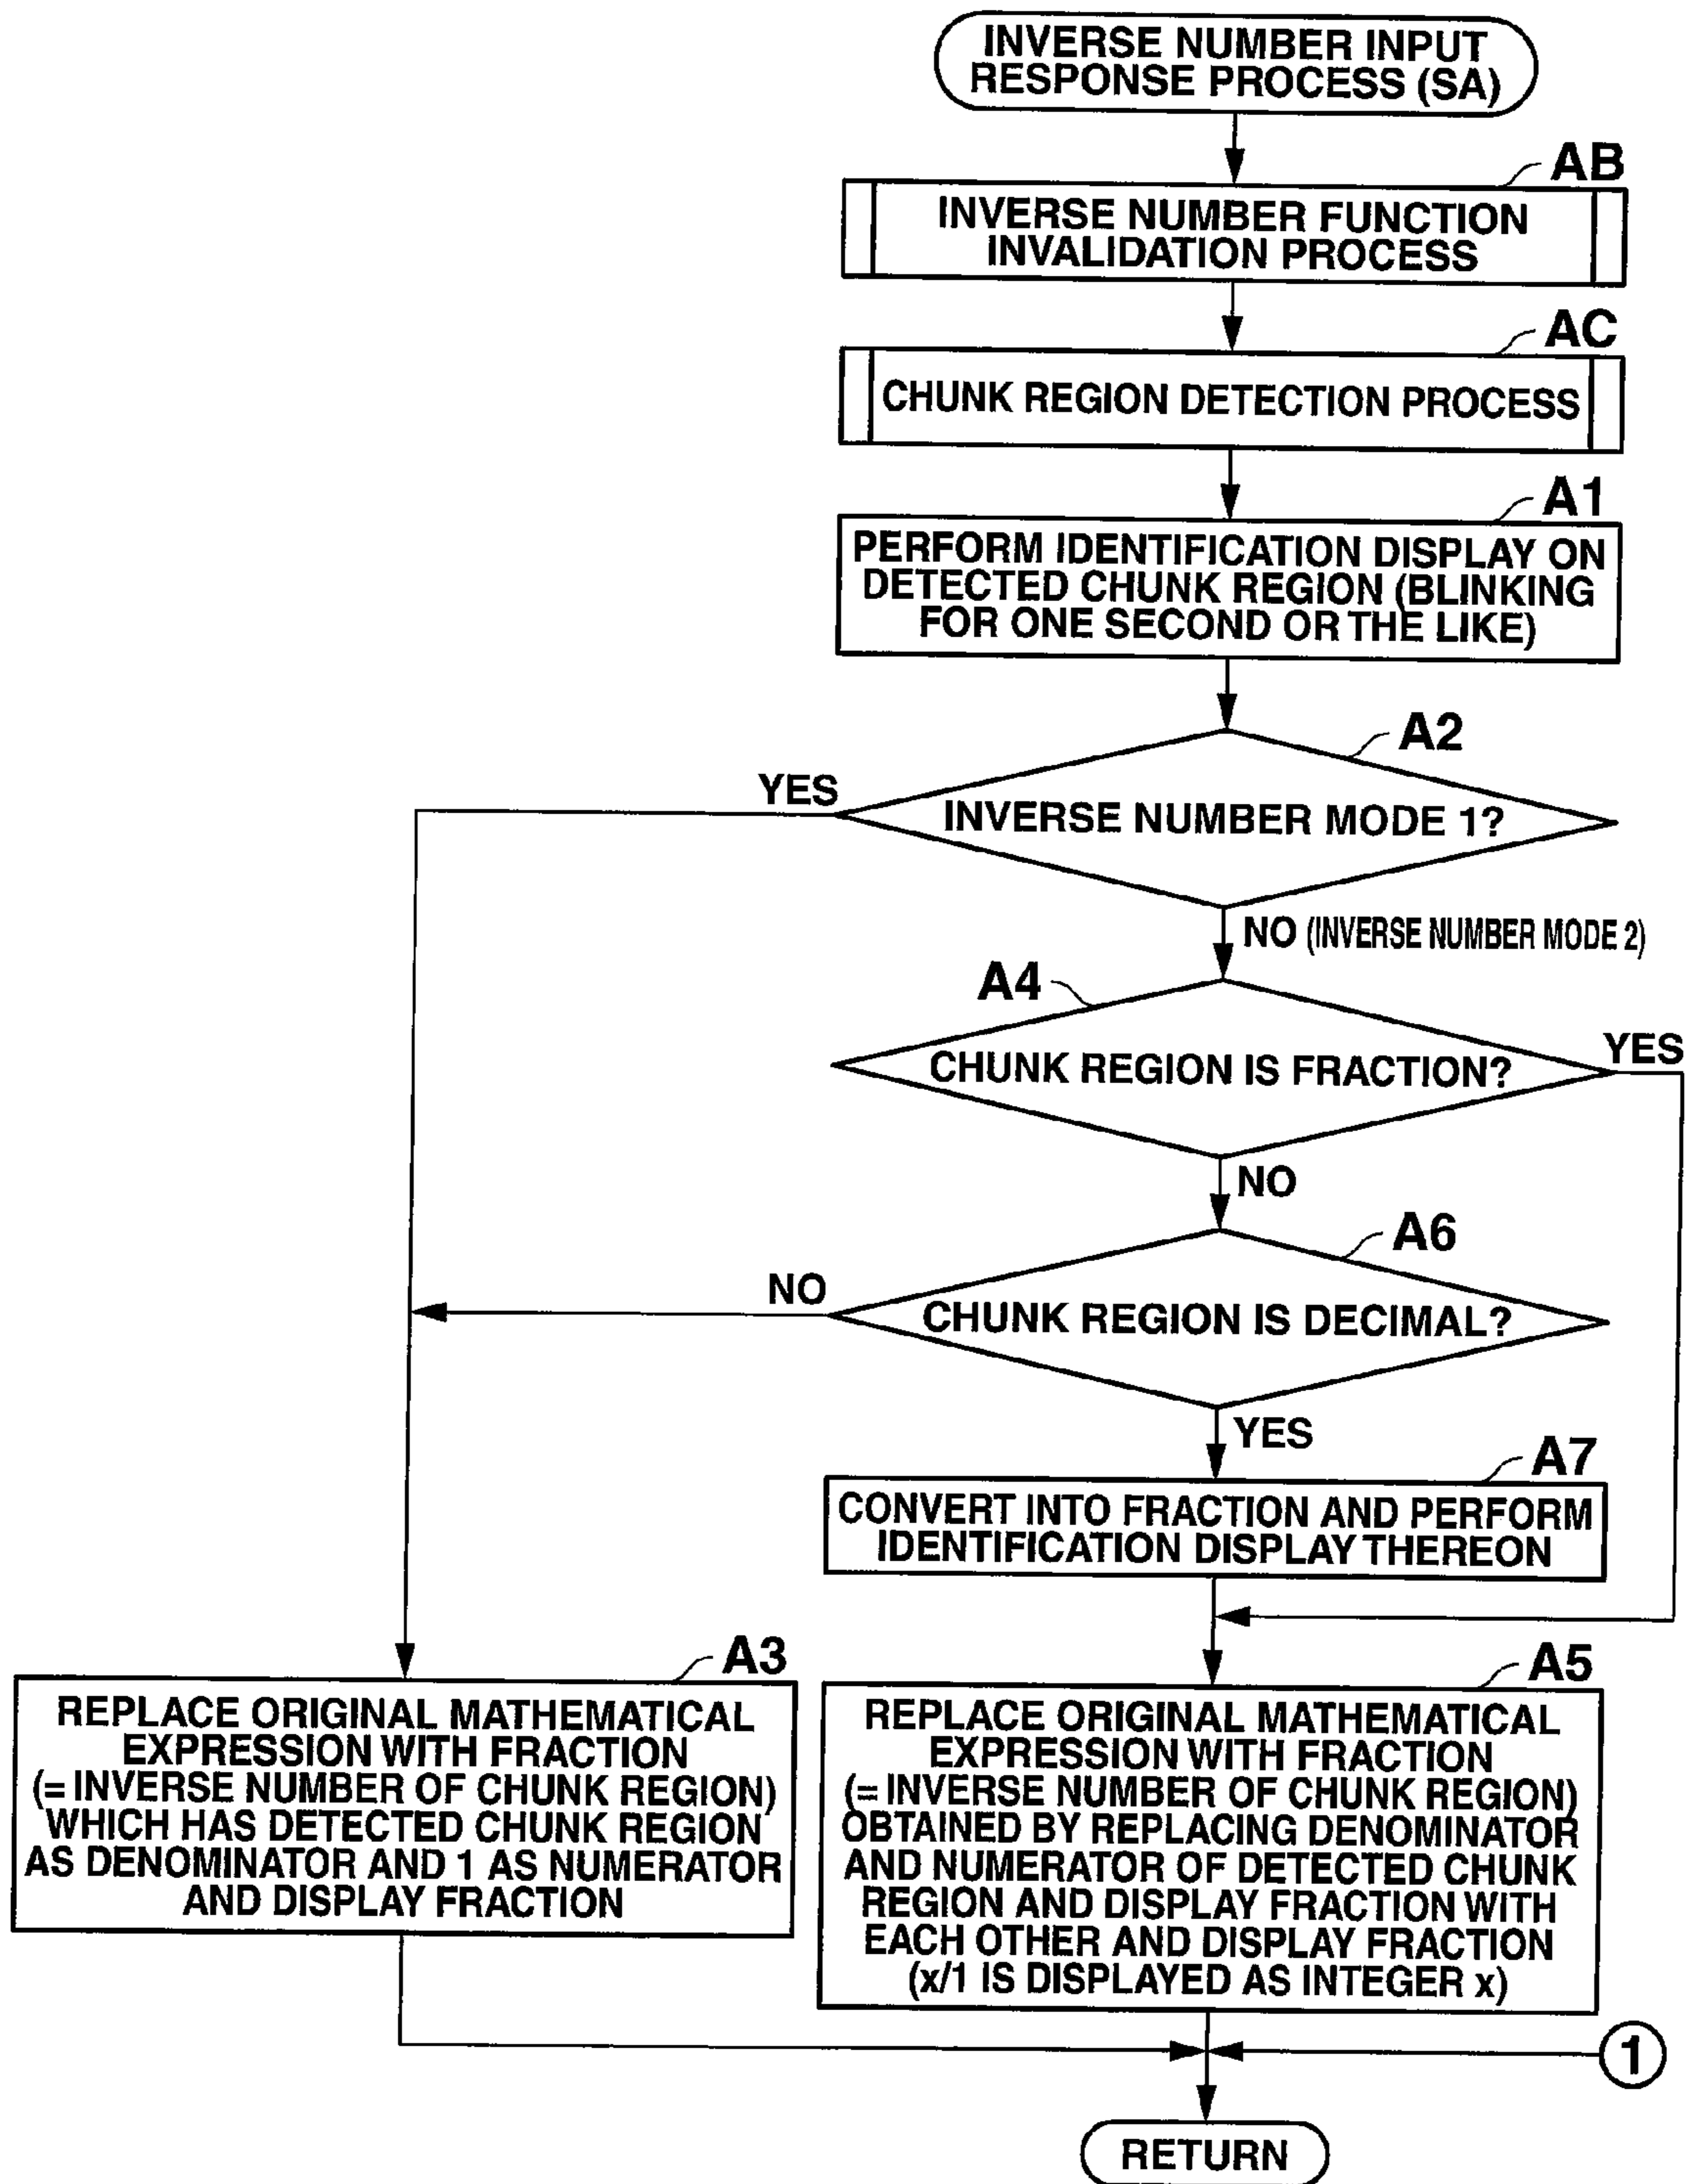 INVERSE NUMBER INPUT
RESPONSE PROCESS (SA)
AB
INVERSE NUMBER FUNCTION
INVALIDATION PROCESS
AC
CHUNK REGION DETECTION PROCESS
A1
PERFORM IDENTIFICATION DISPLAY ON
DETECTED CHUNK REGION (BLINKING
FOR ONE SECOND OR THE LIKE)
A2
YES
INVERSE NUMBER MODE 1?
NO (INVERSE NUMBER MODE 2)
A4
YES
CHUNK REGION IS FRACTION?
NO
A6
NO
CHUNK REGION IS DECIMAL?
YES
A7
CONVERT INTO FRACTION AND PERFORM
IDENTIFICATION DISPLAY THEREON
A3
REPLACE ORIGINAL MATHEMATICAL
EXPRESSION WITH FRACTION
(= INVERSE NUMBER OF CHUNK REGION)
WHICH HAS DETECTED CHUNK REGION
AS DENOMINATOR AND 1 AS NUMERATOR
AND DISPLAY FRACTION
A5
REPLACE ORIGINAL MATHEMATICAL
EXPRESSION WITH FRACTION
(= INVERSE NUMBER OF CHUNK REGION)
OBTAINED BY REPLACING DENOMINATOR
AND NUMERATOR OF DETECTED CHUNK
REGION AND DISPLAY FRACTION WITH
EACH OTHER AND DISPLAY FRACTION
(x/1 IS DISPLAYED AS INTEGER x)
1
RETURN